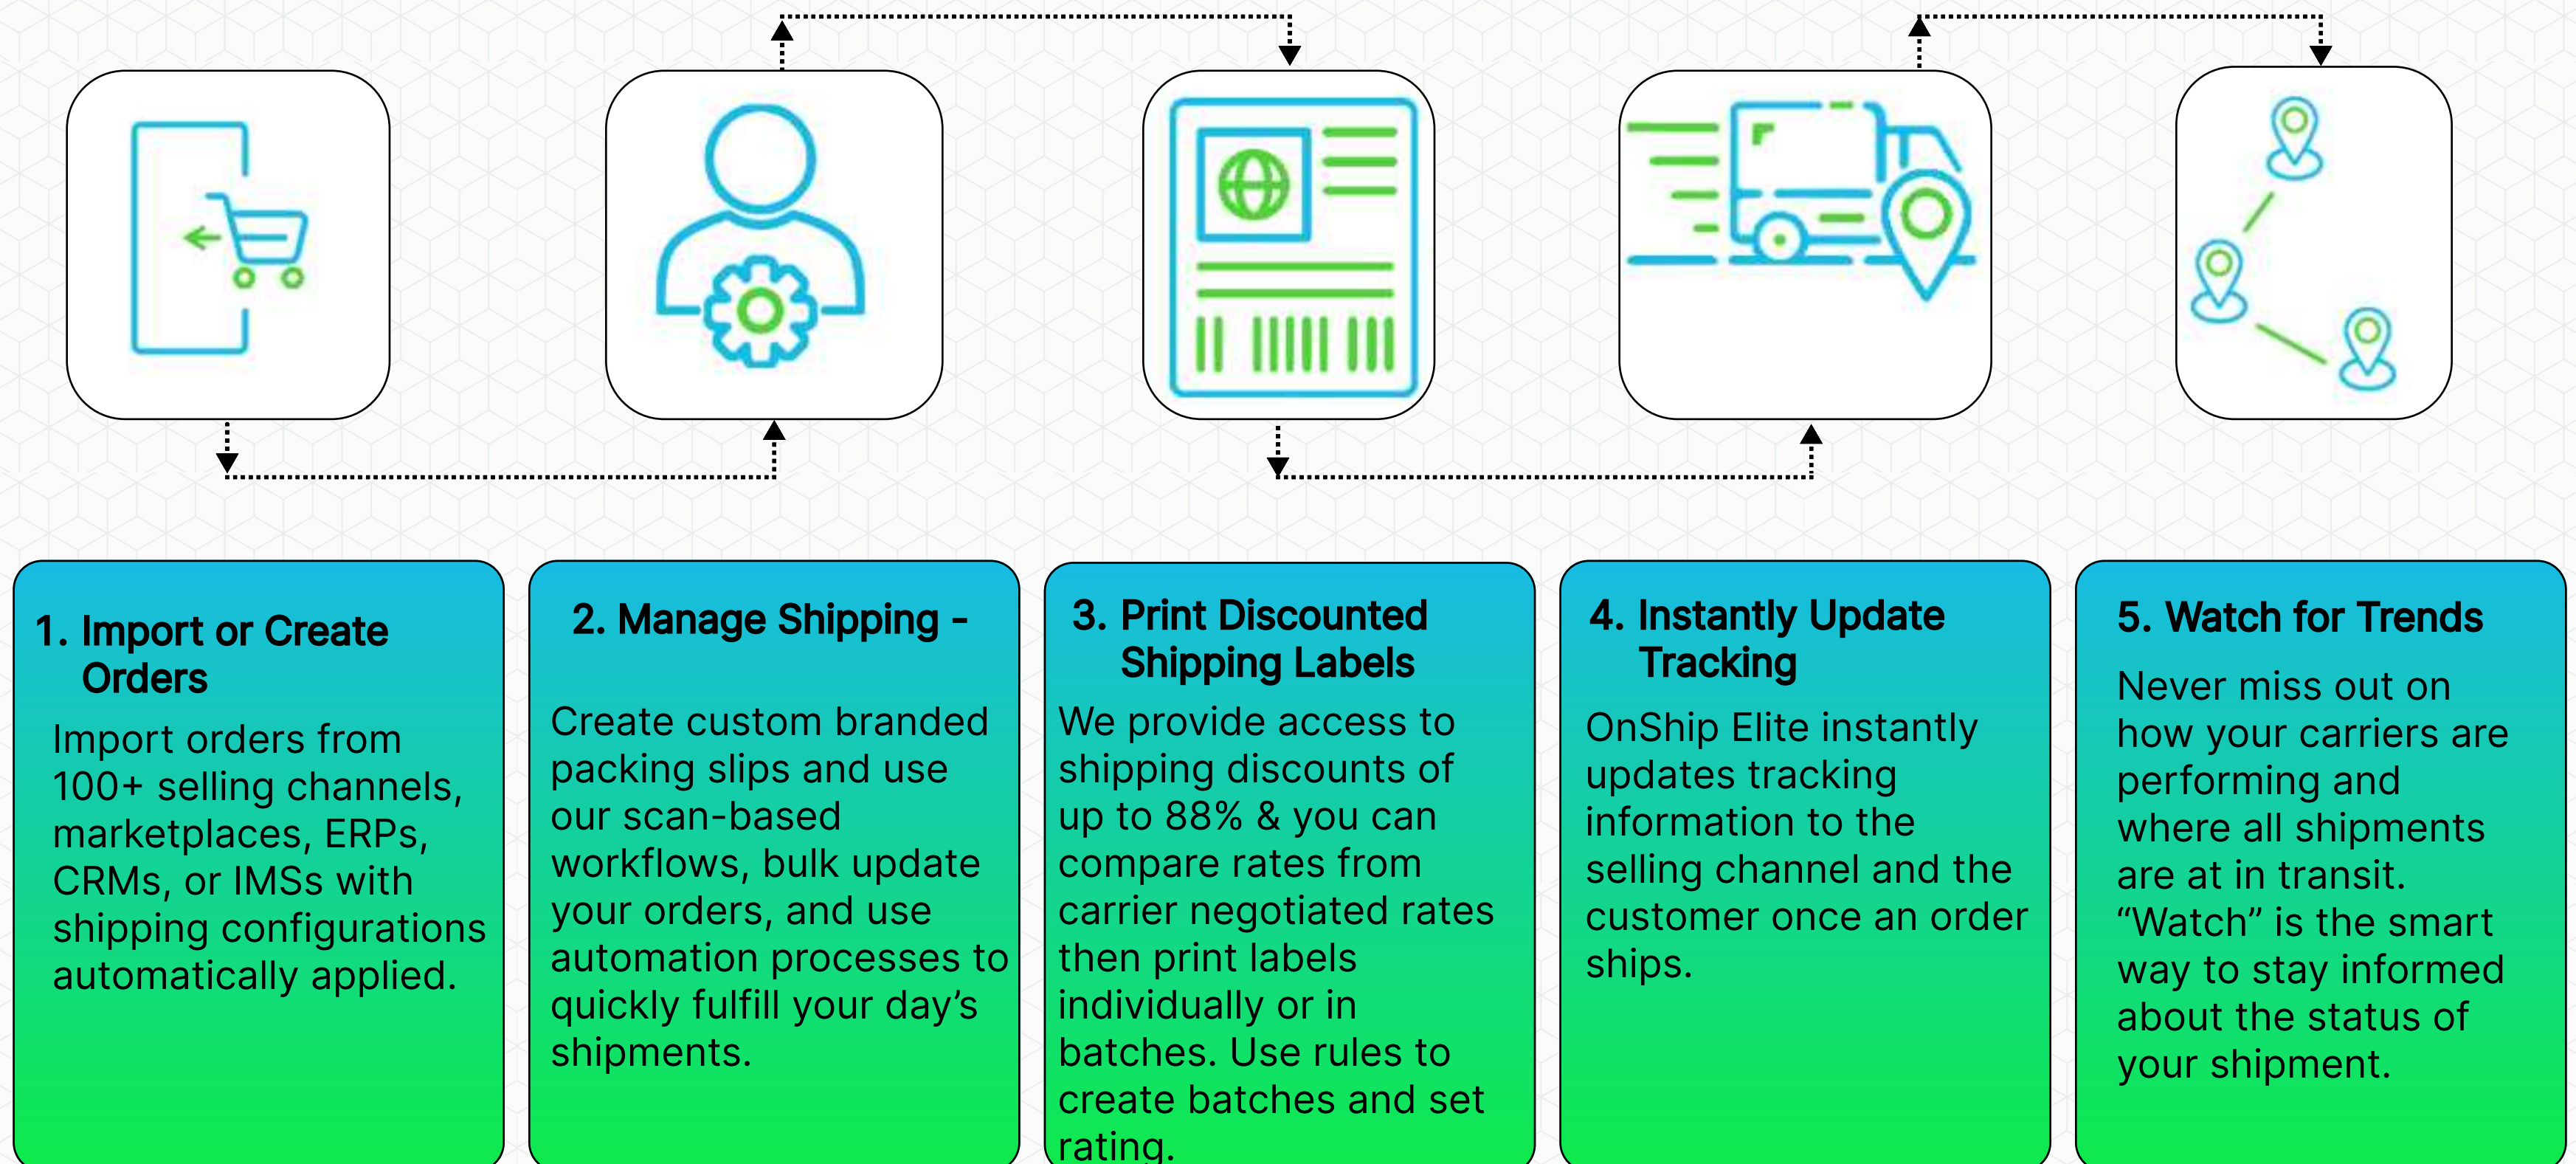 1. Import or Create
Orders
Import orders from
100+ selling channels,
marketplaces, ERPs,
CRMs, or IMSs with
shipping configurations
automatically applied.
2. Manage Shipping -
Create custom branded
packing slips and use
our scan-based
workflows, bulk update
your orders, and use
automation processes to
quickly fulfill your day’s
shipments.
3. Print Discounted
Shipping Labels
We provide access to
shipping discounts of
up to 88% & you can
compare rates from
carrier negotiated rates
then print labels
individually or in
batches. Use rules to
create batches and set
rating.
4. Instantly Update
Tracking
OnShip Elite instantly
updates tracking
information to the
selling channel and the
customer once an order
ships.
5. Watch for Trends
Never miss out on
how your carriers are
performing and
where all shipments
are at in transit.
“Watch” is the smart
way to stay informed
about the status of
your shipment.